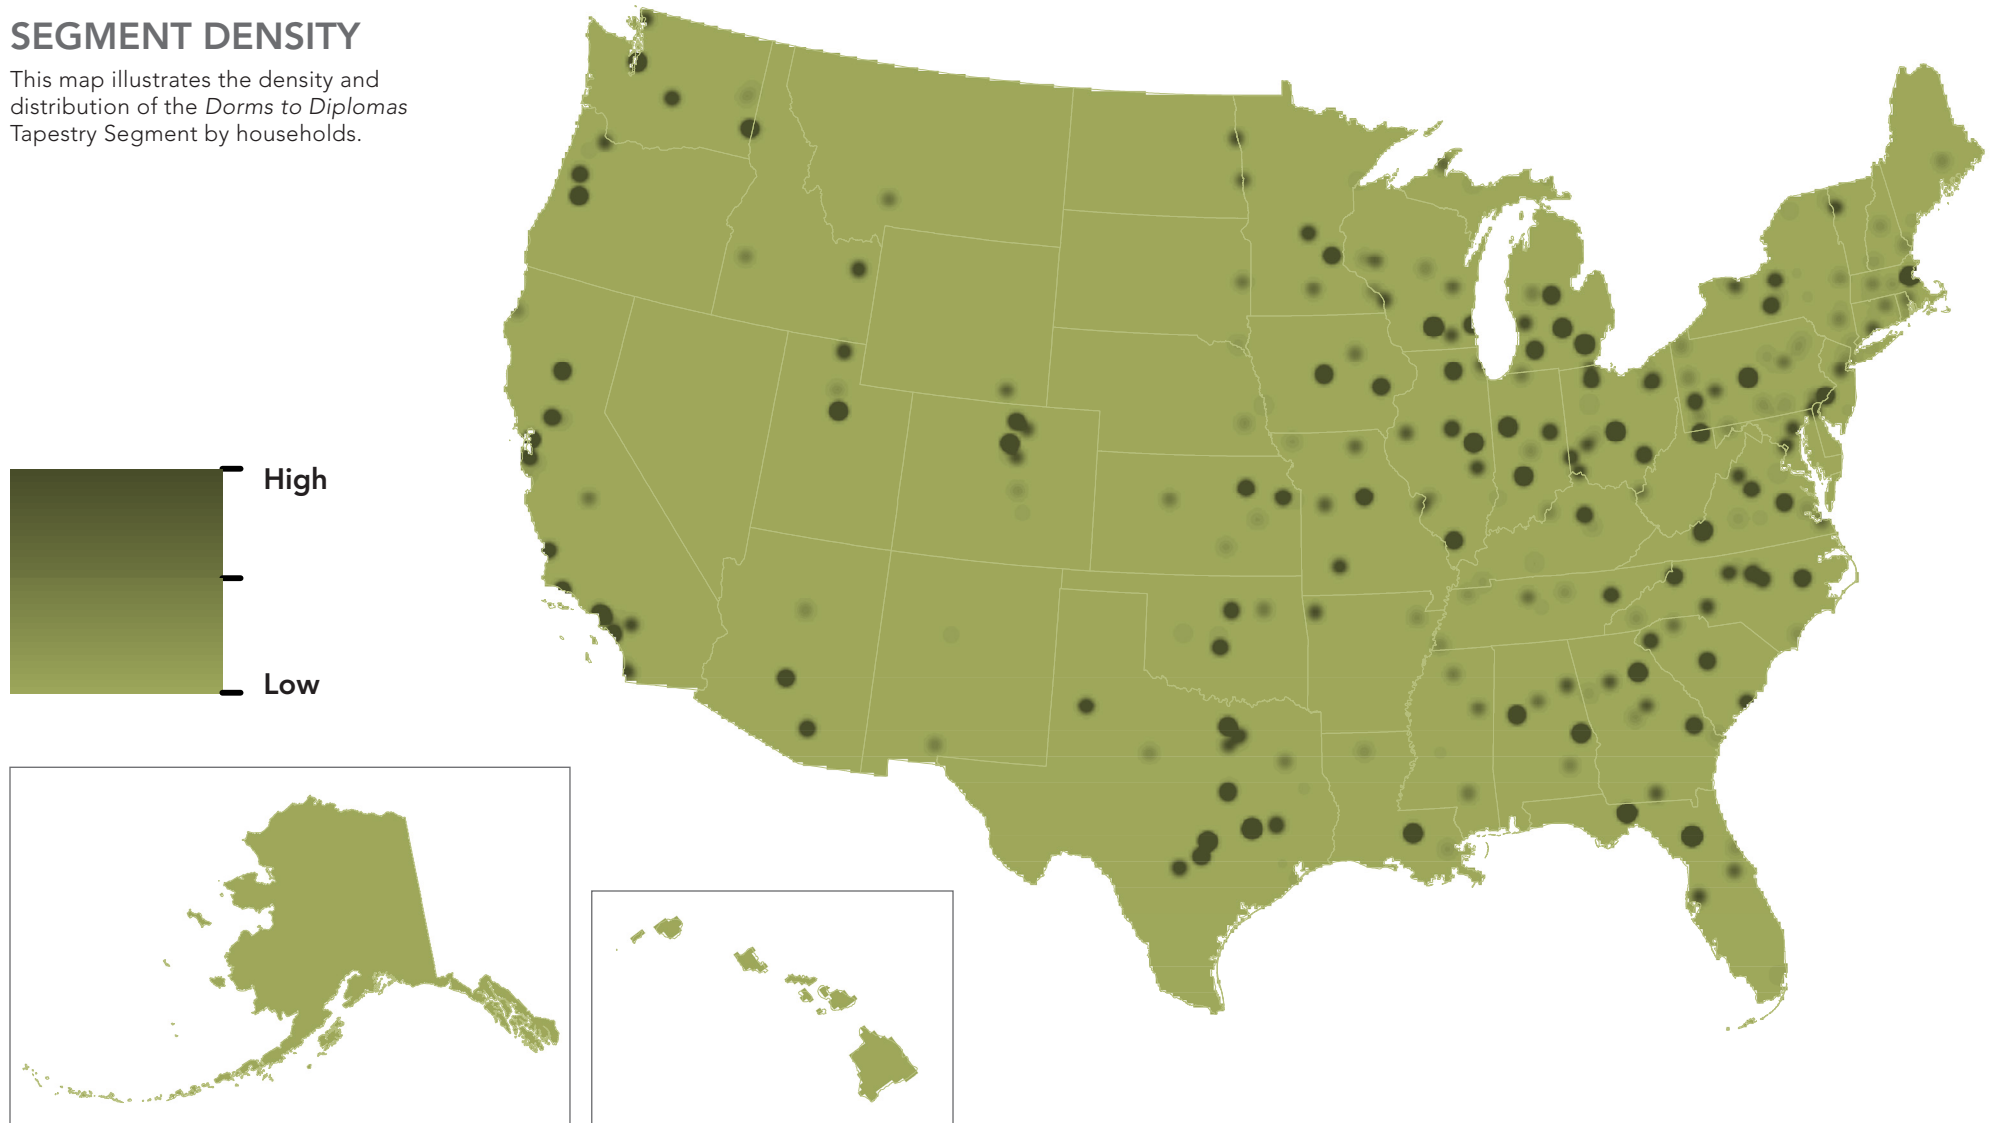 SEGMENT DENSITY
This map illustrates the density and
distribution of the Dorms to Diplomas
Tapestry Segment by households.
High
Low